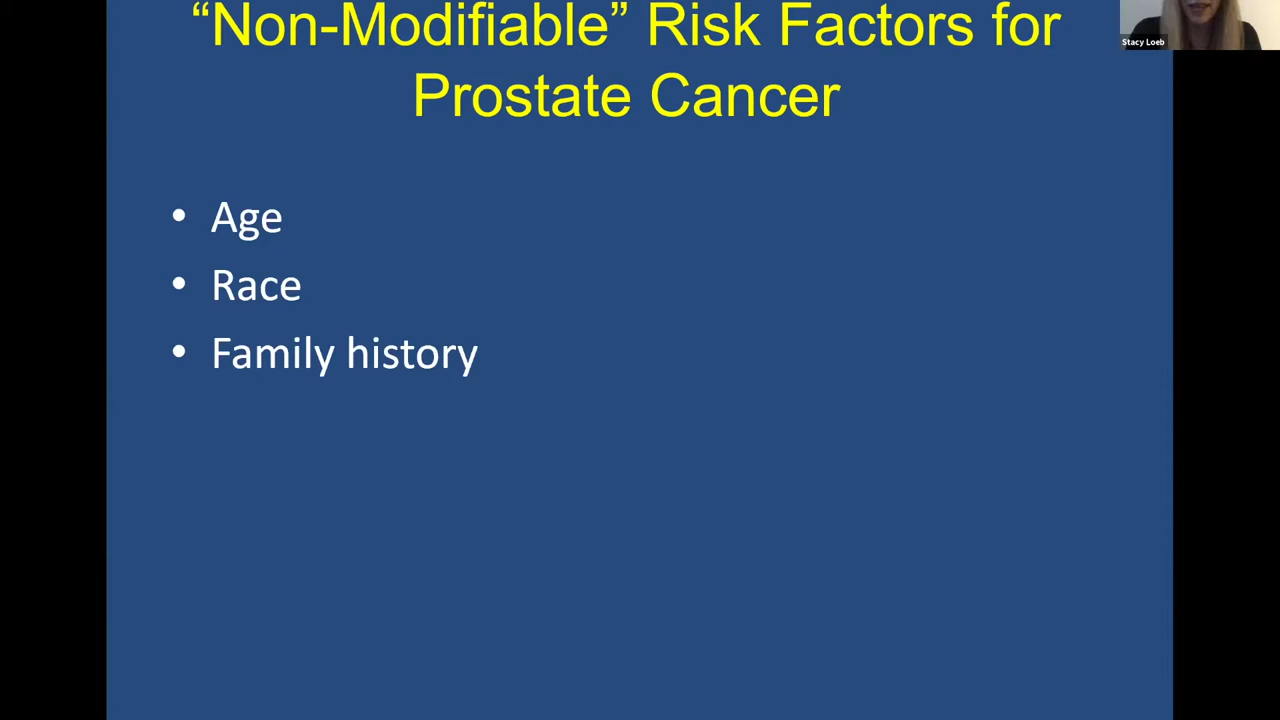 “Non-Modifiable” Risk Factors for
Prostate Cancer
Stacy Loeb
• Age
• Race
• Family history